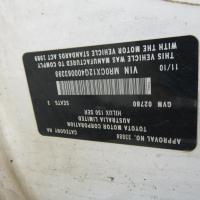 APPROVAL NO. 33088 CATEGORY NA
TOYOTA MOTOR CORPORATION
AUSTRALIA LIMITED
HILUX 150 SER
GVM 02780 SEATS 3
VIN
11/10
THIS VEHICLE WAS MANUFACTURED TO COMPLY
WITH THE MOTOR VEHICLE STANDARDS ACT 1989